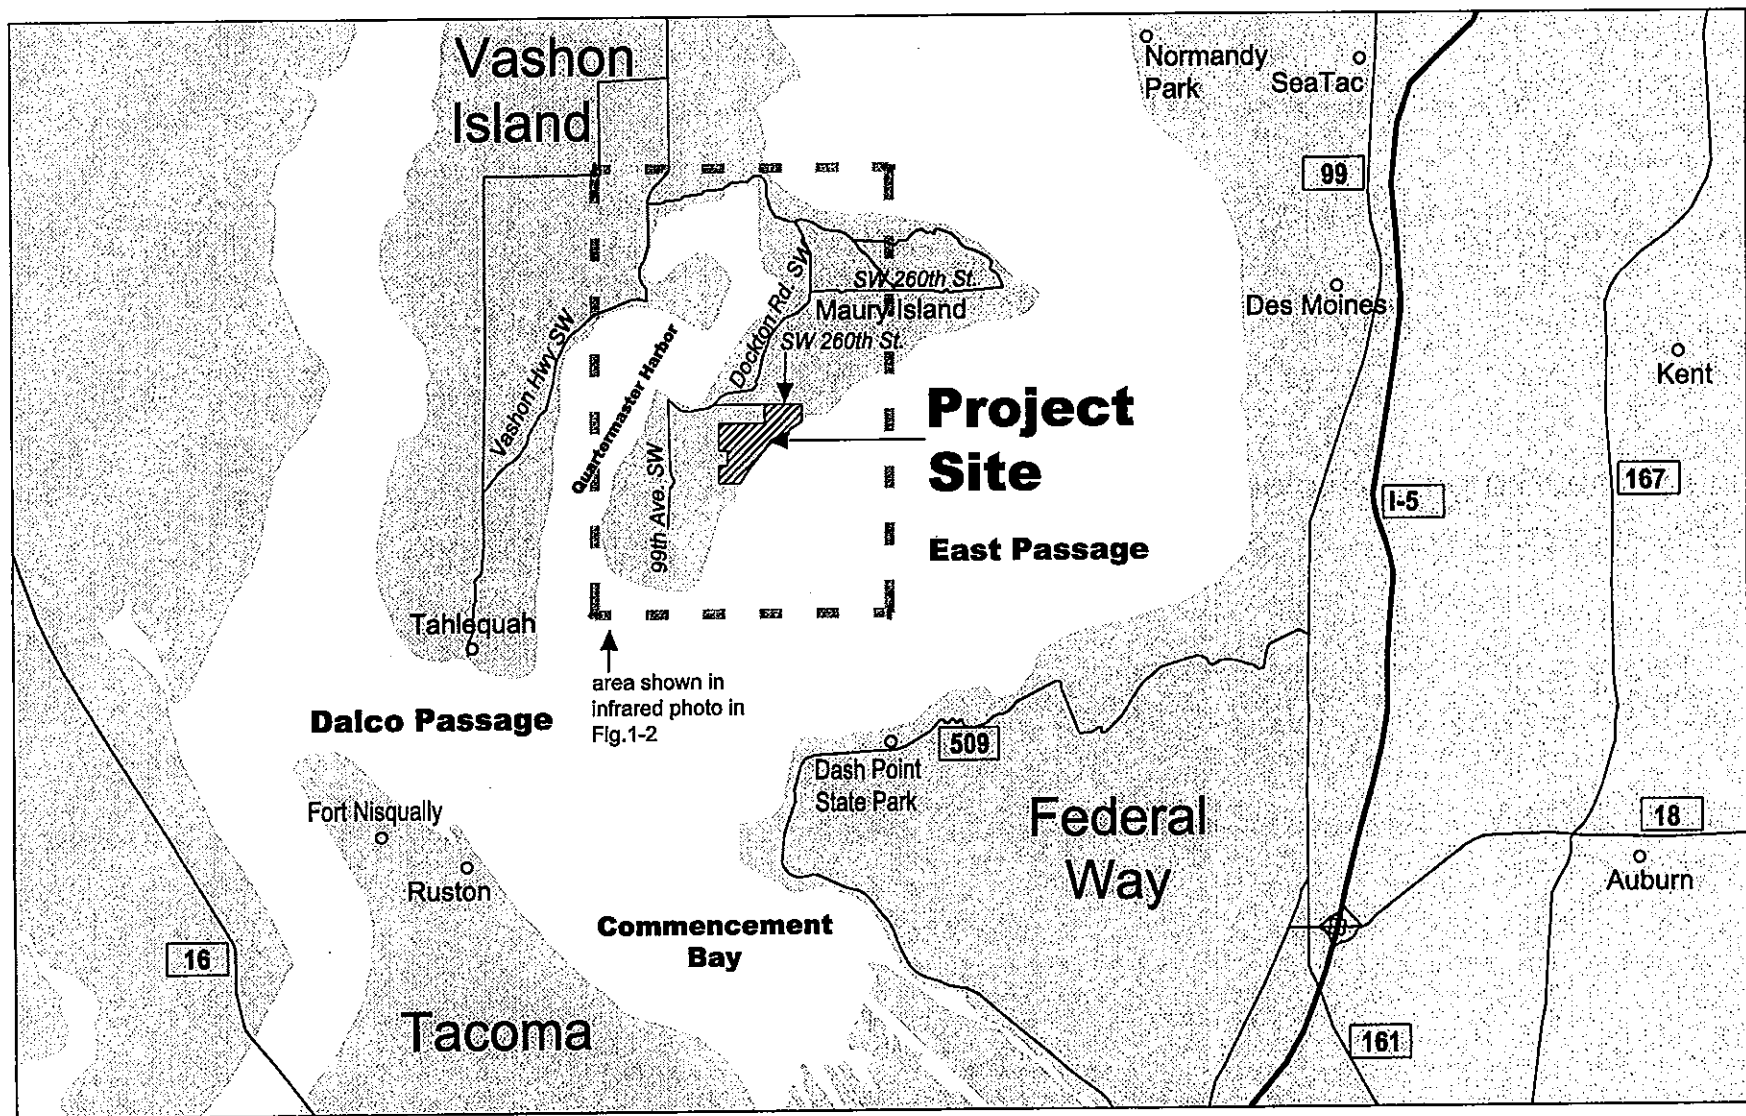 Vashon
Island
Normandy
Park
SeaTac
99
SW 260th St.
Maury Island
SW 260th St.
Dockton Rd. SW
Des Moines
Vashon Hwy SW
Quartermaster Harbor
Kent
Project
Site
99th Ave. SW
167
I-5
East Passage
Tahlequah
area shown in
infrared photo in
Fig.1-2
Dalco Passage
509
Dash Point
State Park
Fort Nisqually
Ruston
Federal
Way
18
Auburn
Commencement
Bay
16
Tacoma
161